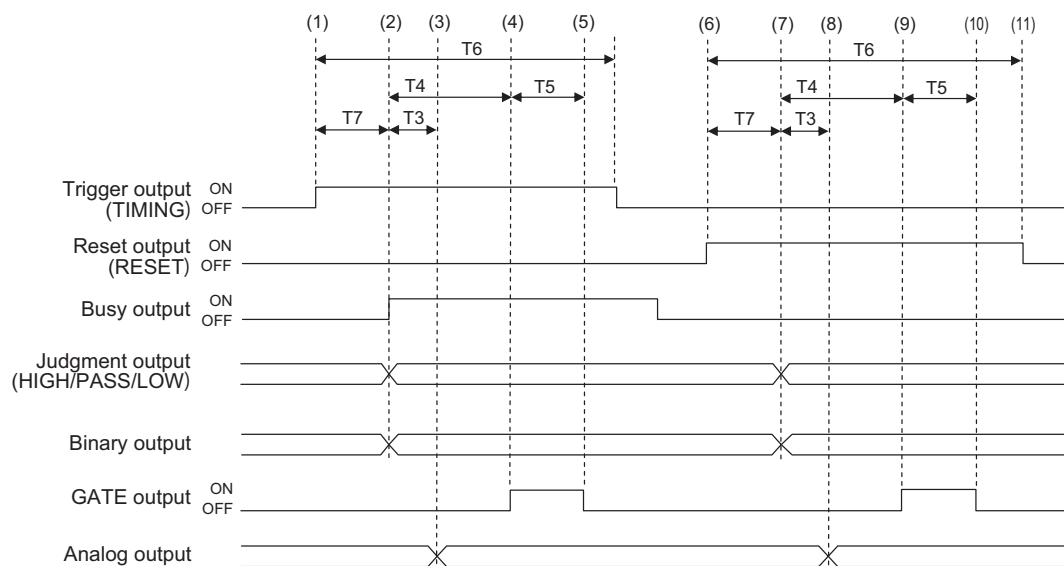 (1) (2) (3) (4) (5) (6) (7) (8) (9) (10) (11)
T6 T6
T4 T5 T4 T5
T7 T3 T7 T3
Trigger output
(TIMING)
ON
OFF
Reset output
(RESET)
ON
OFF
Busy output
ON
OFF
Judgment output
(HIGH/PASS/LOW)
Binary output
GATE output
ON
OFF
Analog output